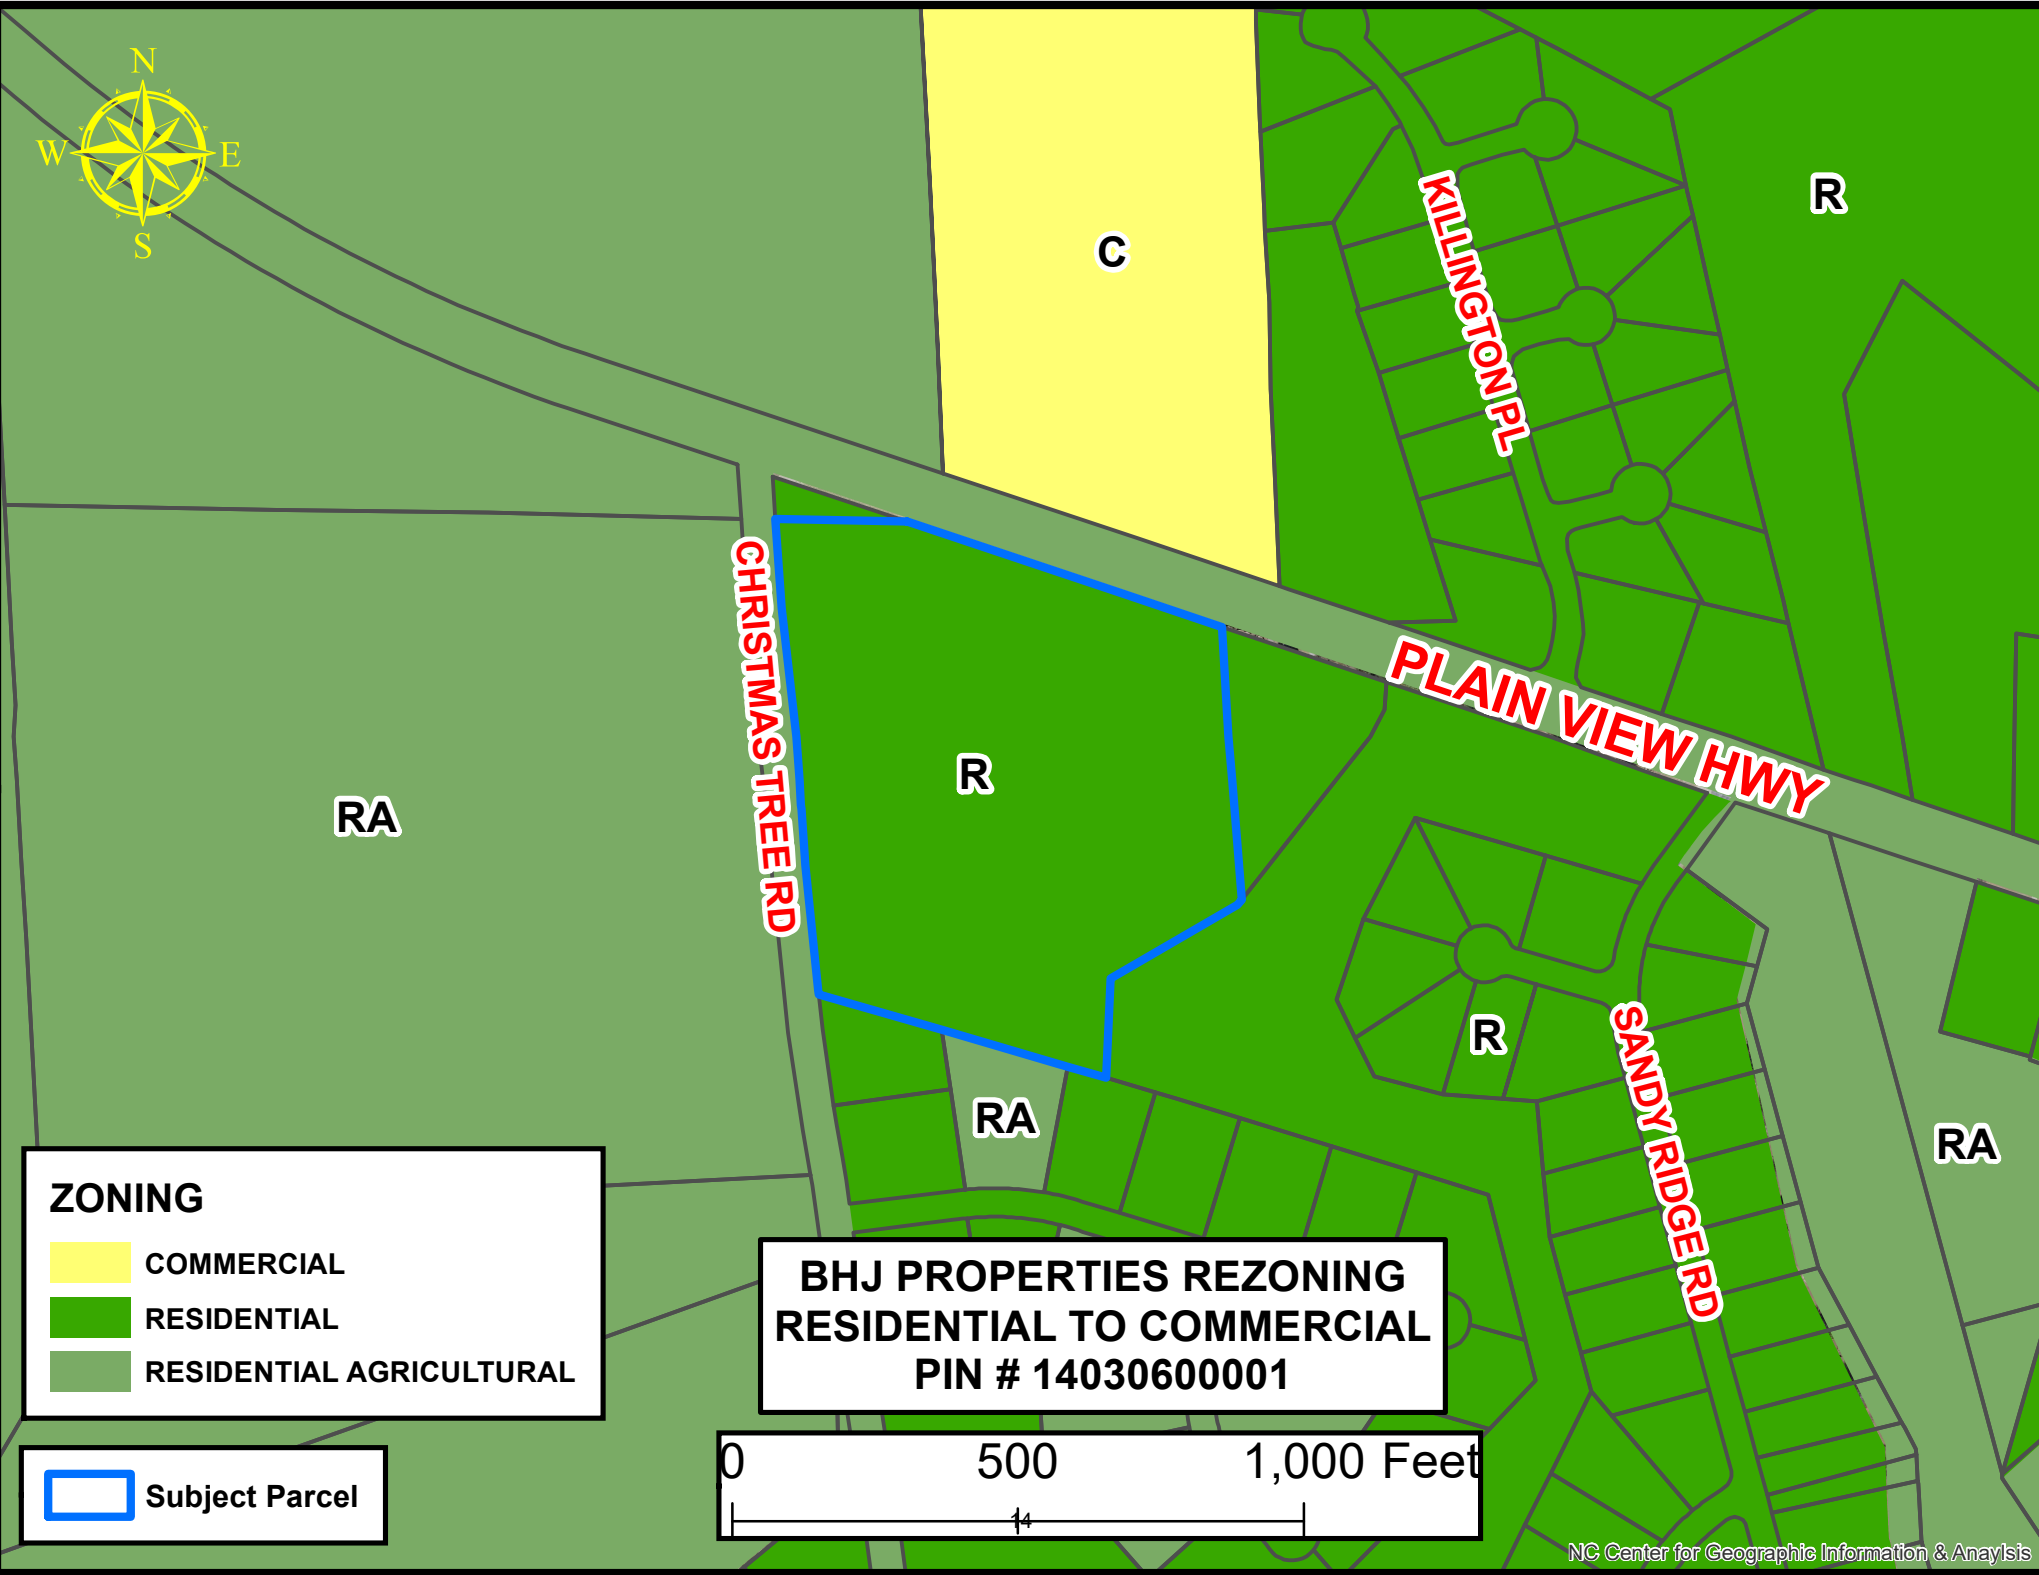 N
W
E
S
C
R
KILLINGTON PL
CHRISTMAS TREE RD
PLAIN VIEW HWY
R
RA
R
SANDY RIDGE RD
RA
RA
ZONING
COMMERCIAL
RESIDENTIAL
RESIDENTIAL AGRICULTURAL
Subject Parcel
BHJ PROPERTIES REZONING
RESIDENTIAL TO COMMERCIAL
PIN # 14030600001
0 500 1,000 Feet
14
NC Center for Geographic Information & Anaylsis